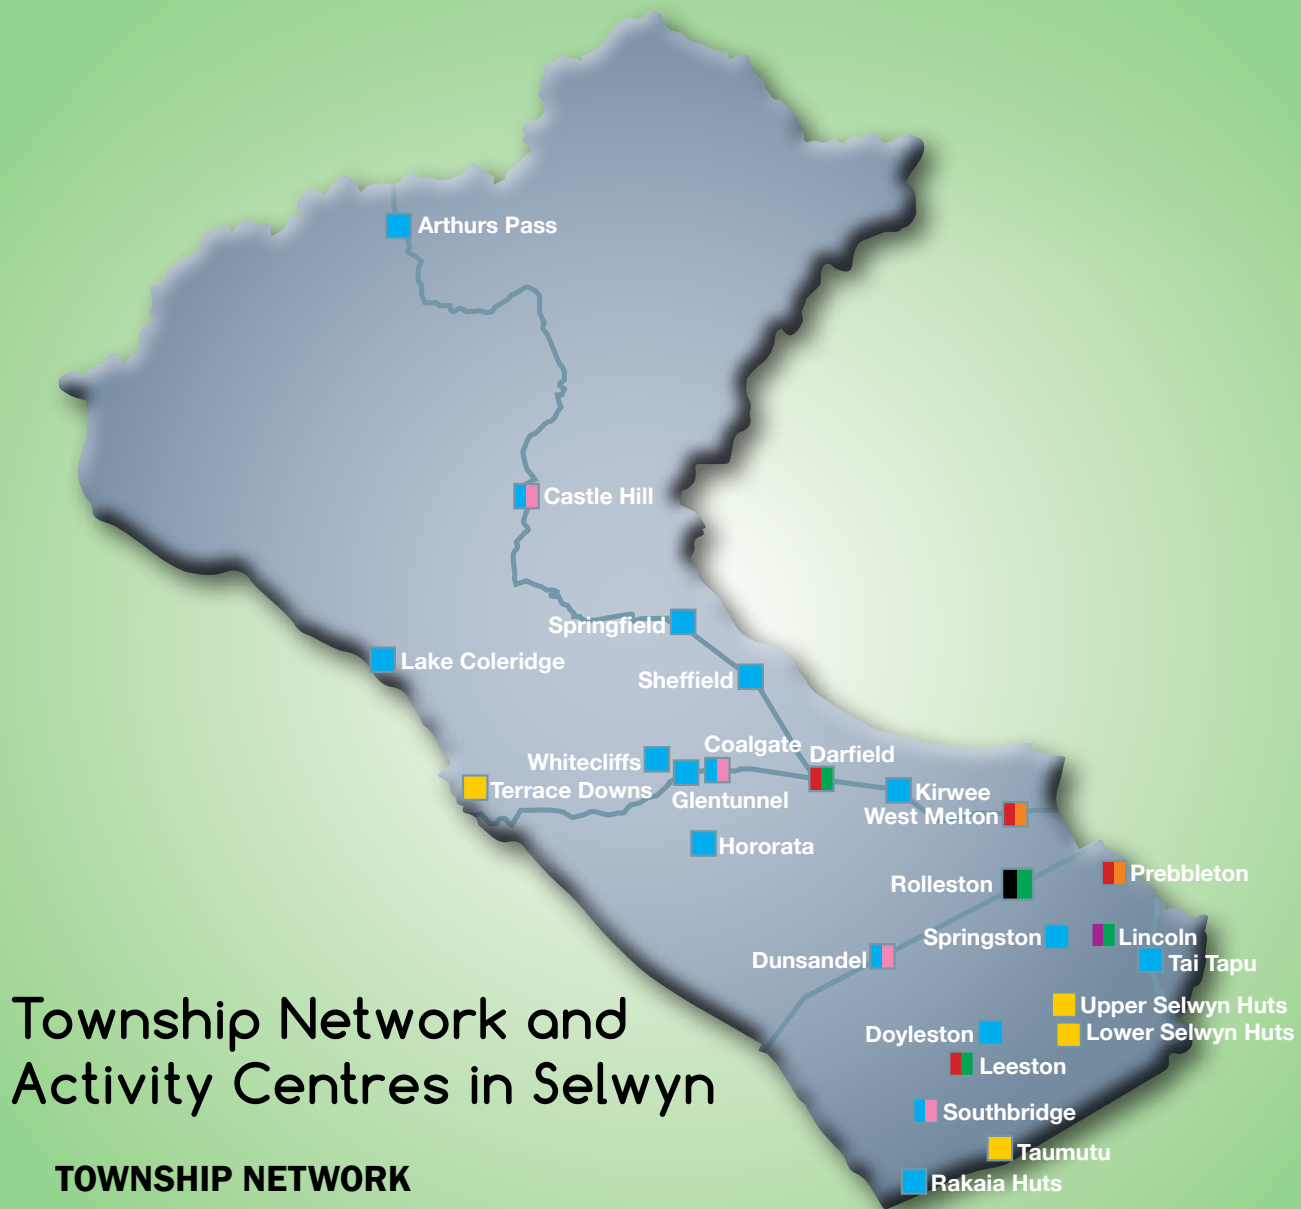 Arthurs Pass
Castle Hill
Springfield
Lake Coleridge
Sheffield
Coalgate
Darfield
Whitecliffs
Terrace Downs
Glentunnel
Kirwee
West Melton
Hororata
Rolleston
Prebbleton
Springston
Lincoln
Dunsandel
Tai Tapu
Upper Selwyn Huts
Doyleston
Lower Selwyn Huts
Leeston
Southbridge
Taumutu
Rakaia Huts
Township Network and
Activity Centres in Selwyn
TOWNSHIP NETWORK